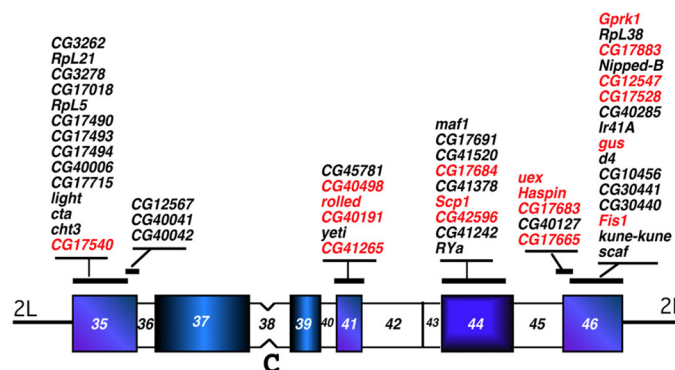 CG3262
RpL21
CG3278
CG17018
RpL5
CG17490
CG17493
CG17494
CG40006
CG17715
light
cta
cht3
CG17540
CG12567
CG40041
CG40042
CG45781
CG40498
rolled
CG40191
yeti
CG41265
maf1
CG17691
CG41520
CG17684
CG41378
Scp1
CG42596
CG41242
RYa
uex
Haspin
CG17683
CG40127
CG17665
Gprk1
RpL38
CG17883
Nipped-B
CG12547
CG17528
CG40285
Ir41A
gus
d4
CG10456
CG30441
CG30440
Fis1
kune-kune
scaf
2L
35 36 37 38 39 40 41 42 43 44 45 46
C